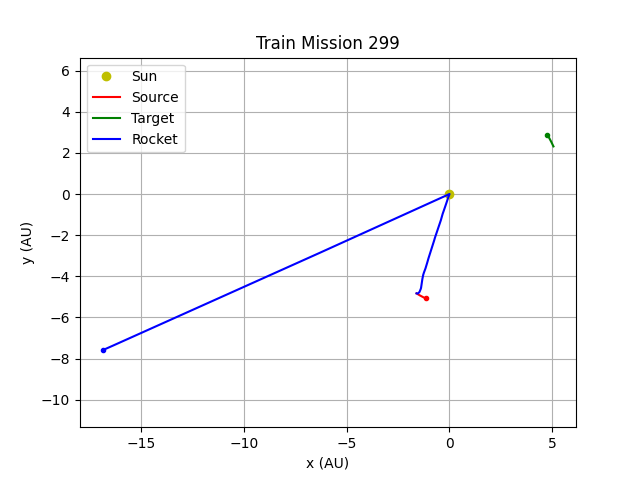 Train Mission 299
Sun
Source
Target
Rocket
y (AU)
6
4
2
0
−2
−4
−6
−8
−10
−15
−10
−5
0
5
x (AU)